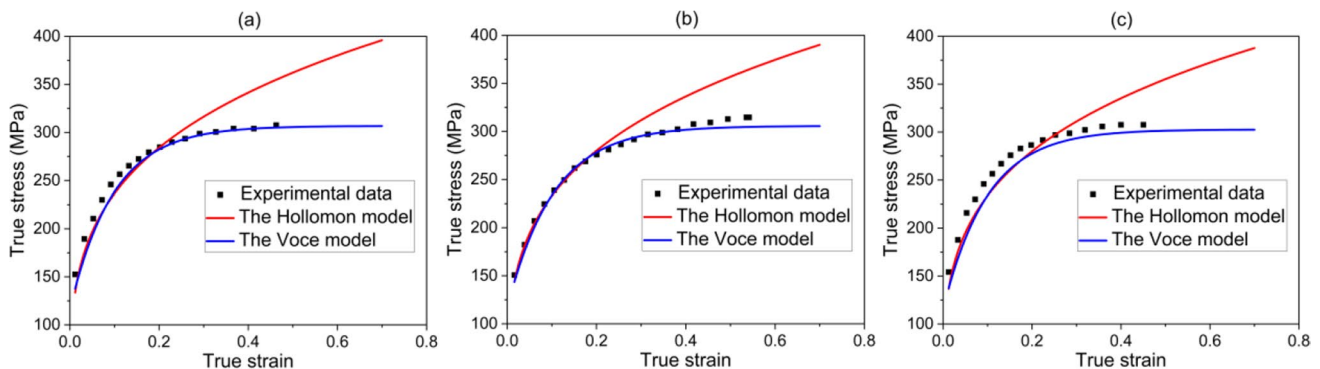 (a)
400
350
300
250
200
150
100
True stress (MPa)
Experimental data
The Hollomon model
The Voce model
0.0 0.2 0.4 0.6 0.8
True strain
(b)
400
350
300
250
200
150
100
True stress (MPa)
Experimental data
The Hollomon model
The Voce model
0.0 0.2 0.4 0.6 0.8
True strain
(c)
400
350
300
250
200
150
100
True stress (MPa)
Experimental data
The Hollomon model
The Voce model
0.0 0.2 0.4 0.6 0.8
True strain